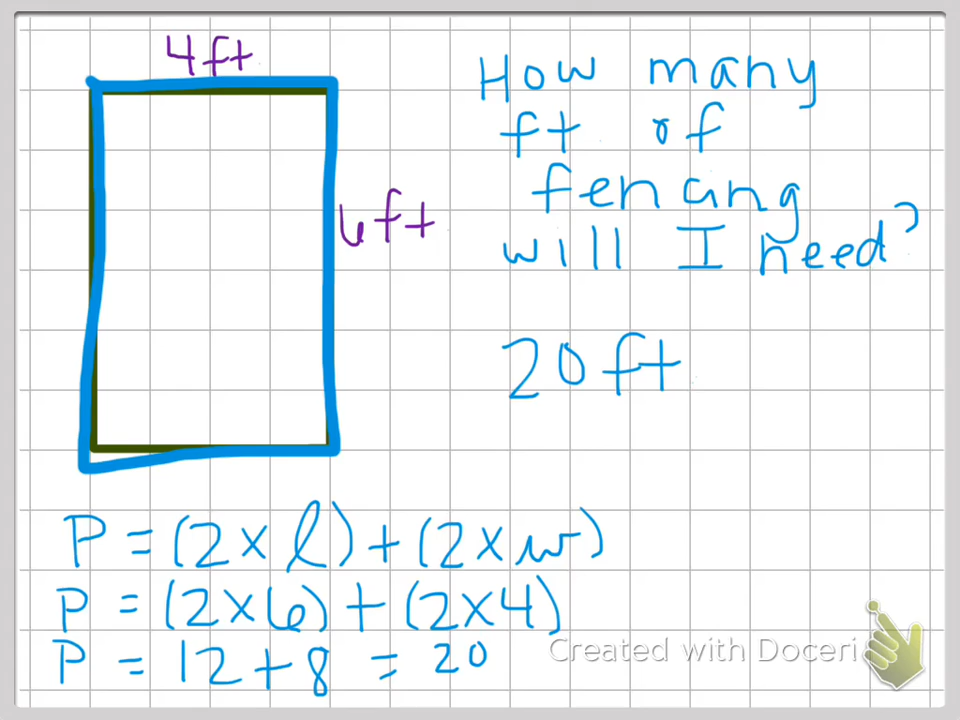 4ft
6ft
How many
ft of
fencing
will I need?
20ft
P = (2 x l) + (2 x w)
P = (2 x 6) + (2 x 4)
P = 12 + 8 = 20
Created with Doceri